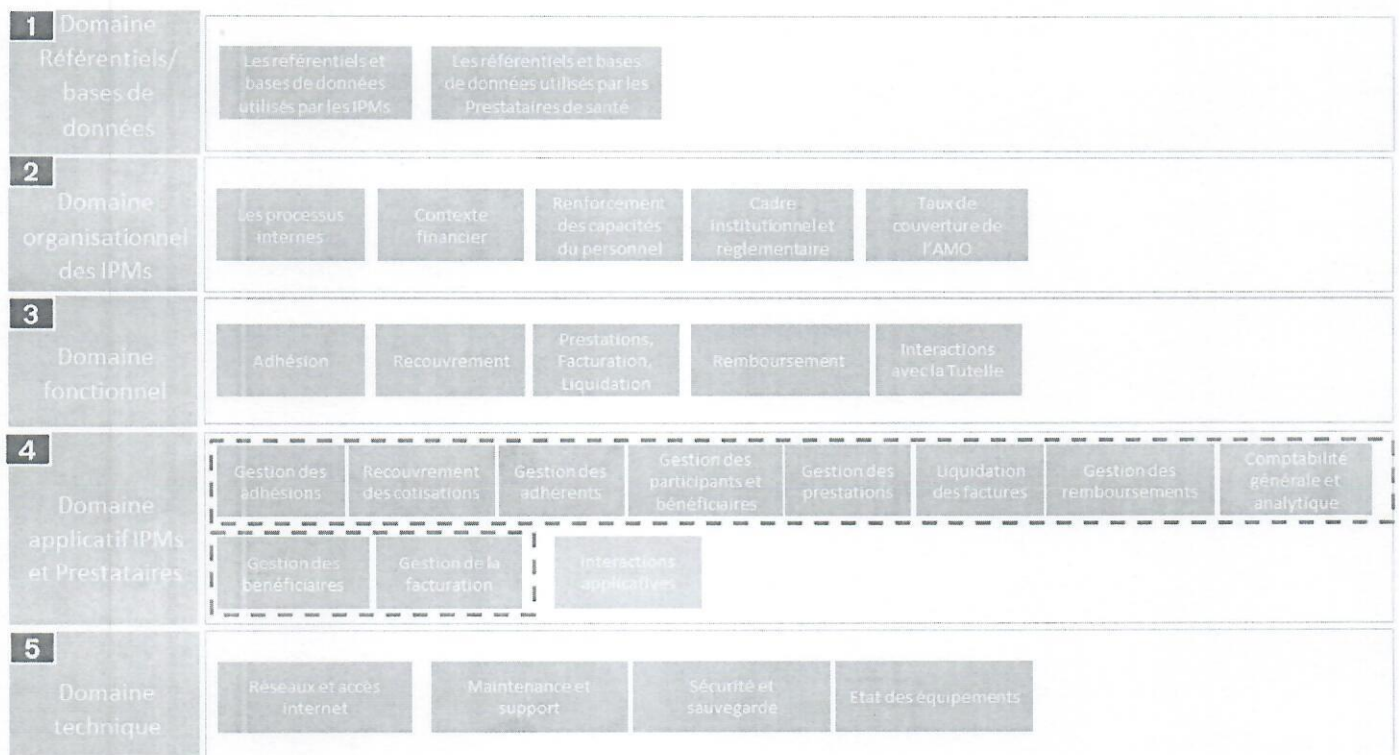 1
Domaine
Référentiels/
bases de
données
Les référentiels et
bases de données
utilisés par les IPMs
Les référentiels et bases
de données utilisés par les
Prestataires de santé
2
Domaine
organisationnel
des IPMs
Les processus
internes
Contexte
financier
Renforcement
des capacités
du personnel
Cadre
institutionnel et
règlementaire
Taux de
couverture de
l'AMO
3
Domaine
fonctionnel
Adhésion
Recouvrement
Prestations,
Facturation,
Liquidation
Remboursement
Interactions
avec la Tutelle
4
Domaine
applicatif IPMs
et Prestataires
Gestion des
adhésions
Recouvrement
des cotisations
Gestion des
adhérents
Gestion des
participants et
bénéficiaires
Gestion des
prestations
Liquidation
des factures
Gestion des
remboursements
Comptabilité
générale et
analytique
Gestion des
bénéficiaires
Gestion de la
facturation
Interactions
applicatives
5
Domaine
technique
Réseaux et accès
internet
Maintenance et
support
Sécurité et
sauvegarde
Etat des équipements